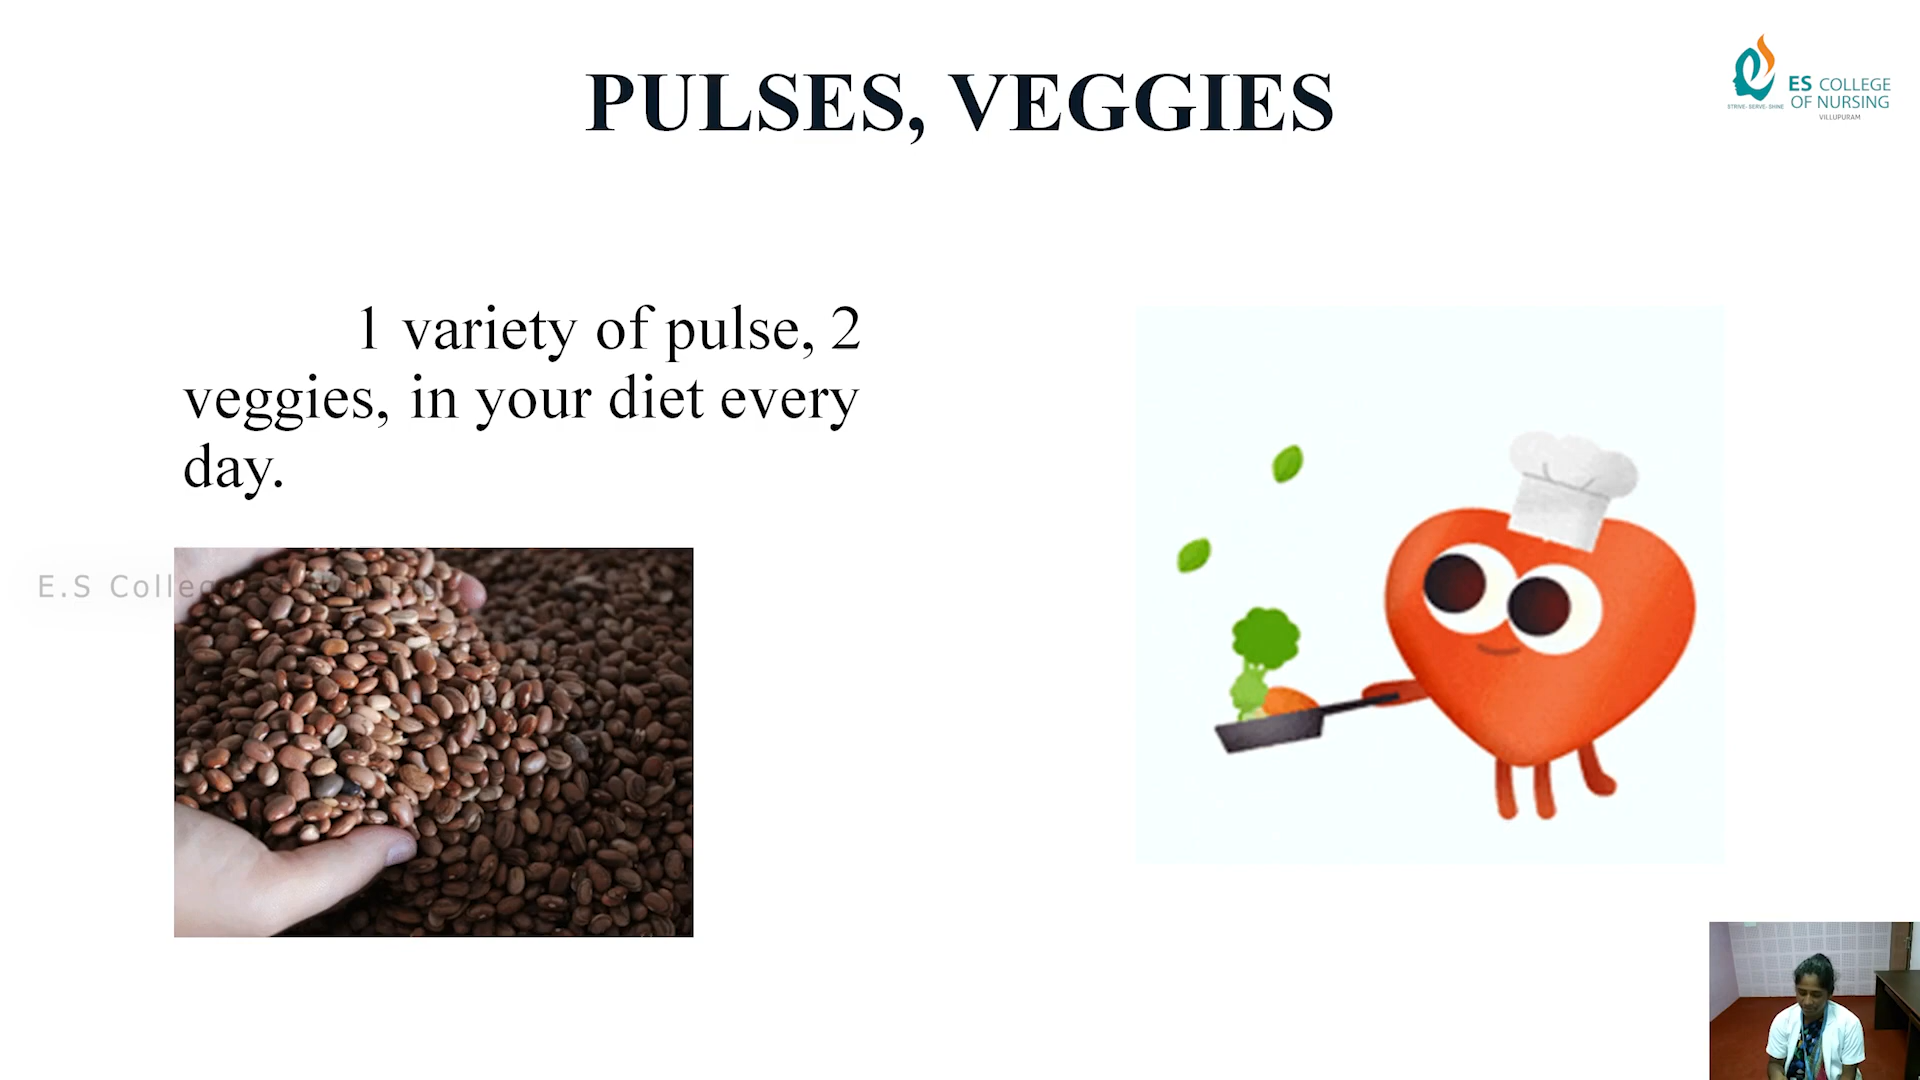 PULSES, VEGGIES
ES COLLEGE
OF NURSING
STRIVE- SERVE- SHINE
VILLUPURAM
1 variety of pulse, 2
veggies, in your diet every
day.
E.S College